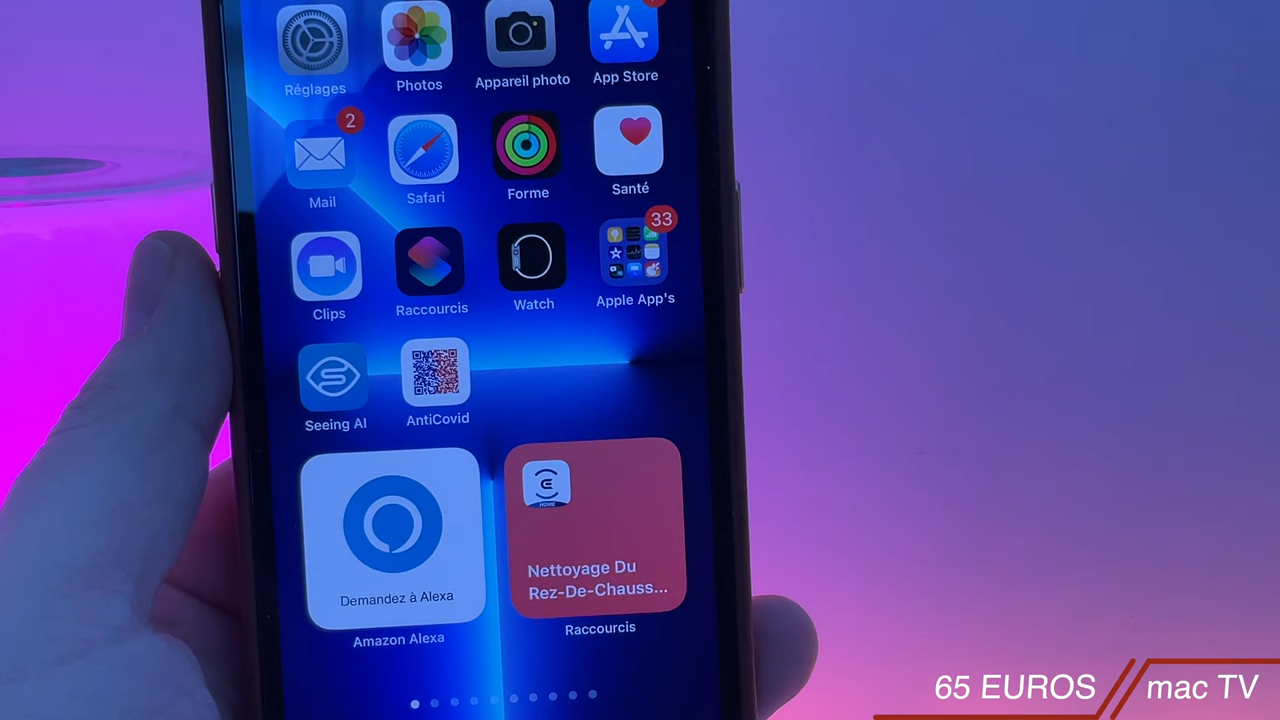 Réglages
Photos
Appareil photo
App Store
2
Mail
Safari
Forme
Santé
33
Clips
Raccourcis
Watch
Apple App's
Seeing AI
AntiCovid
Demandez à Alexa
Amazon Alexa
HOME
Nettoyage Du
Rez-De-Chauss...
Raccourcis
65 EUROS
mac TV